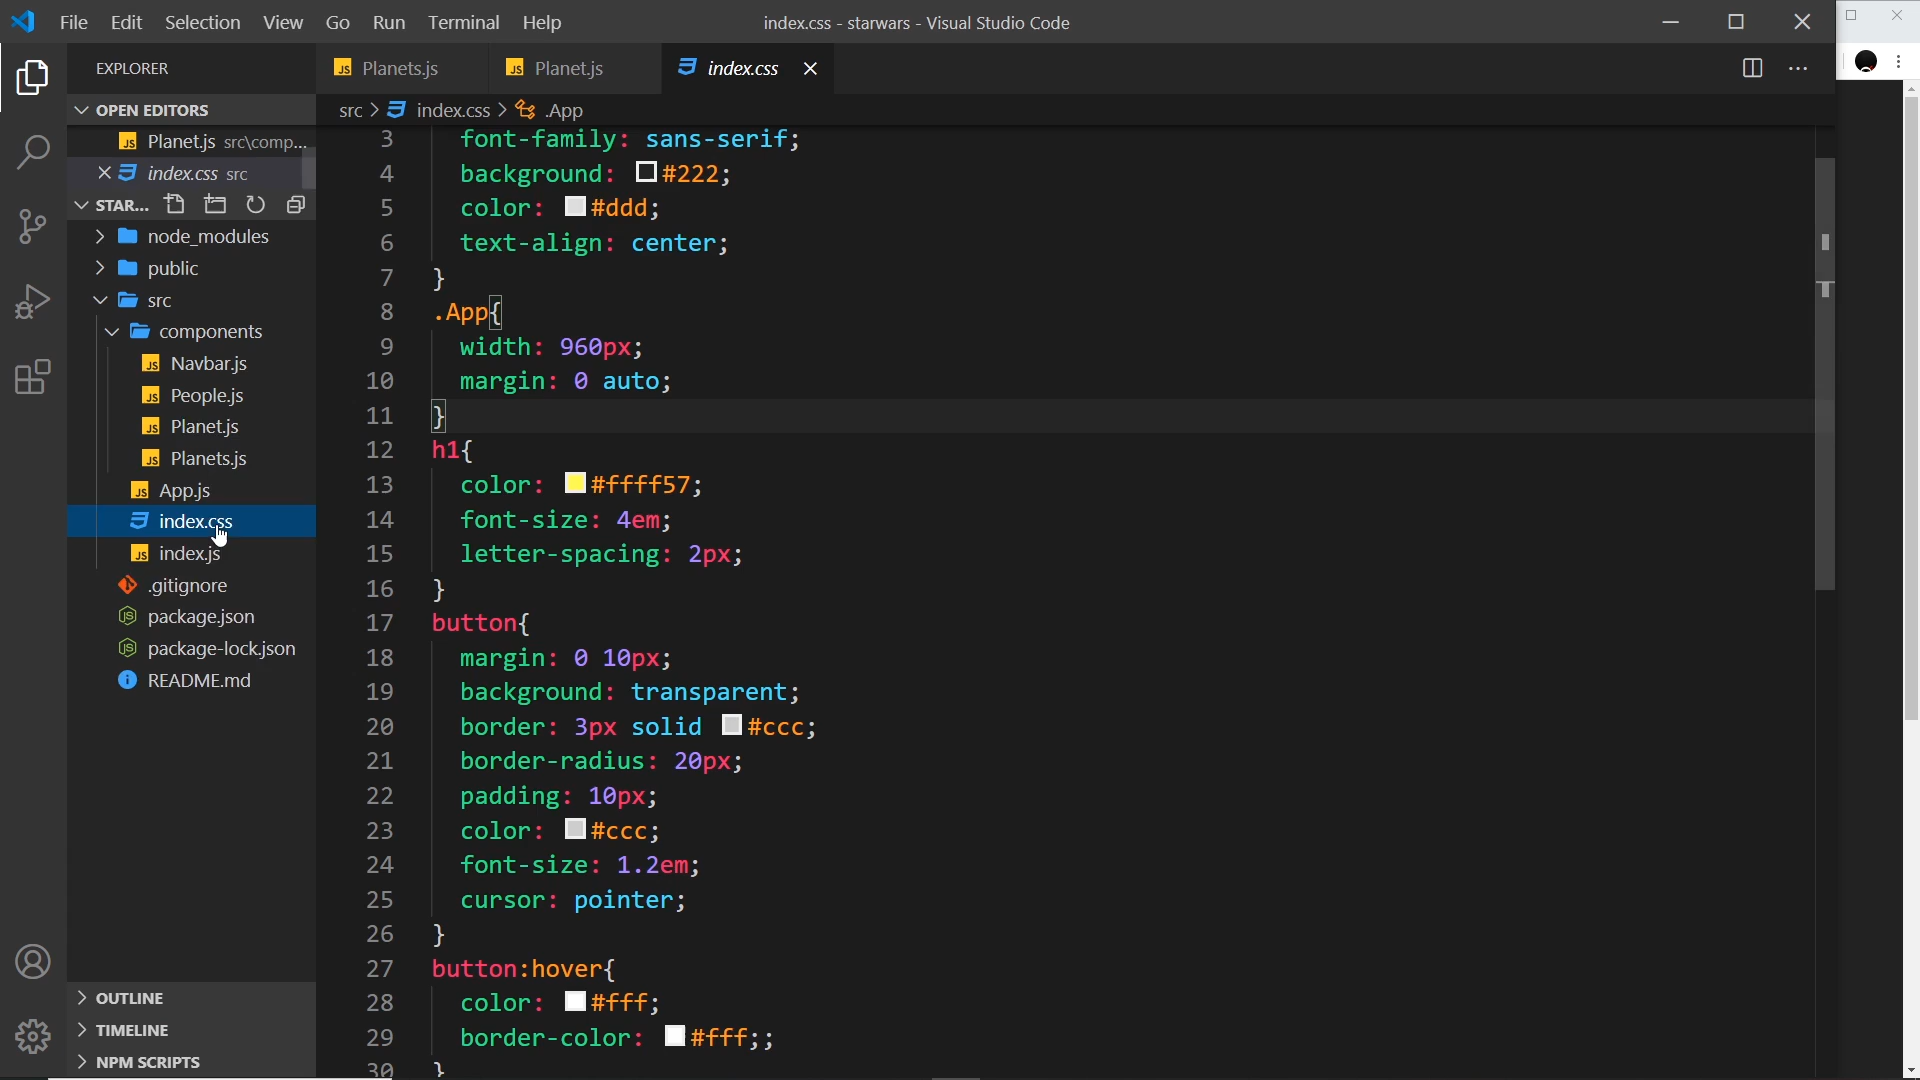 File Edit Selection View Go Run Terminal Help
index.css - starwars - Visual Studio Code
EXPLORER
OPEN EDITORS
Planet.js src\comp...
index.css src
STAR...
node_modules
public
src
components
Navbar.js
People.js
Planet.js
Planets.js
App.js
index.css
index.js
.gitignore
package.json
package-lock.json
README.md
OUTLINE
TIMELINE
NPM SCRIPTS
Planets.js Planet.js index.css
src > index.css > .App
3 font-family: sans-serif;
4 background: #222;
5 color: #ddd;
6 text-align: center;
7 }
8 .App{
9 width: 960px;
10 margin: 0 auto;
11 }
12 h1{
13 color: #ffff57;
14 font-size: 4em;
15 letter-spacing: 2px;
16 }
17 button{
18 margin: 0 10px;
19 background: transparent;
20 border: 3px solid #ccc;
21 border-radius: 20px;
22 padding: 10px;
23 color: #ccc;
24 font-size: 1.2em;
25 cursor: pointer;
26 }
27 button:hover{
28 color: #fff;
29 border-color: #fff;;
30 }